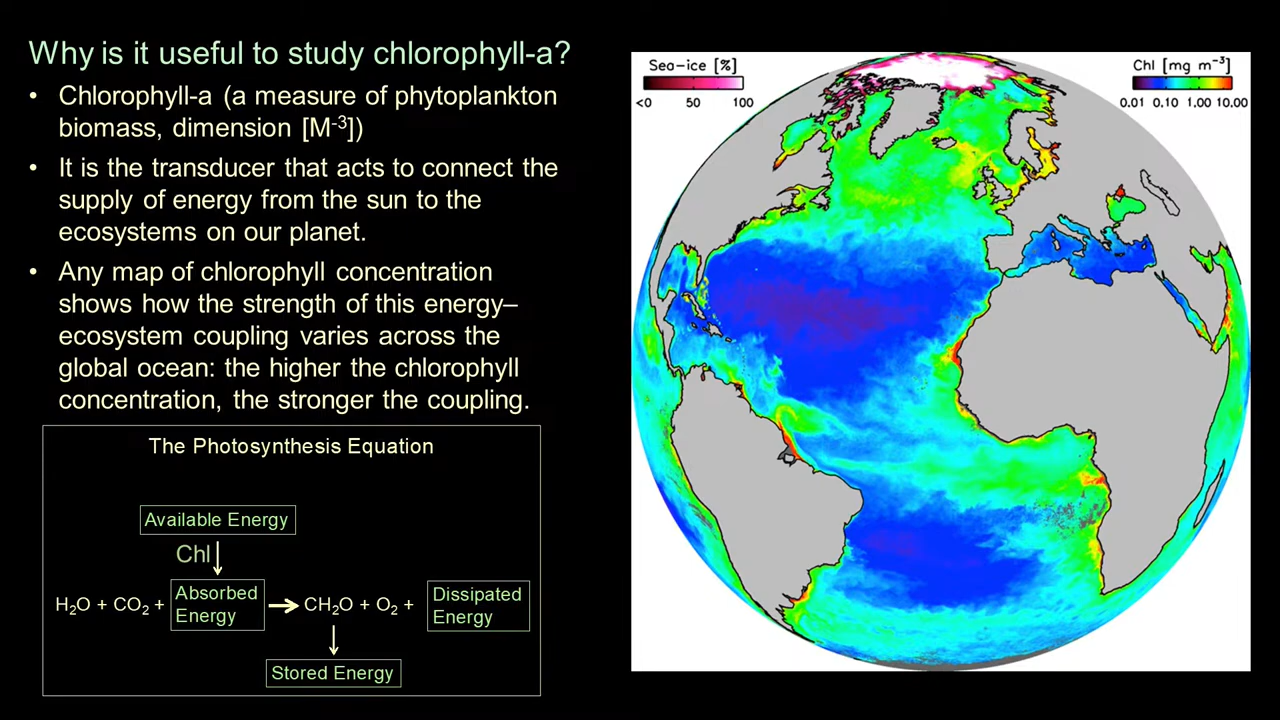 Why is it useful to study chlorophyll-a?
• Chlorophyll-a (a measure of phytoplankton
biomass, dimension [M⁻³])
• It is the transducer that acts to connect the
supply of energy from the sun to the
ecosystems on our planet.
• Any map of chlorophyll concentration
shows how the strength of this energy–
ecosystem coupling varies across the
global ocean: the higher the chlorophyll
concentration, the stronger the coupling.
The Photosynthesis Equation
Available Energy
Chl
H₂O + CO₂ +
Absorbed
Energy
CH₂O + O₂ +
Dissipated
Energy
Stored Energy
Sea-ice [%]
<0 50 100
Chl [mg m⁻³]
0.01 0.10 1.00 10.00